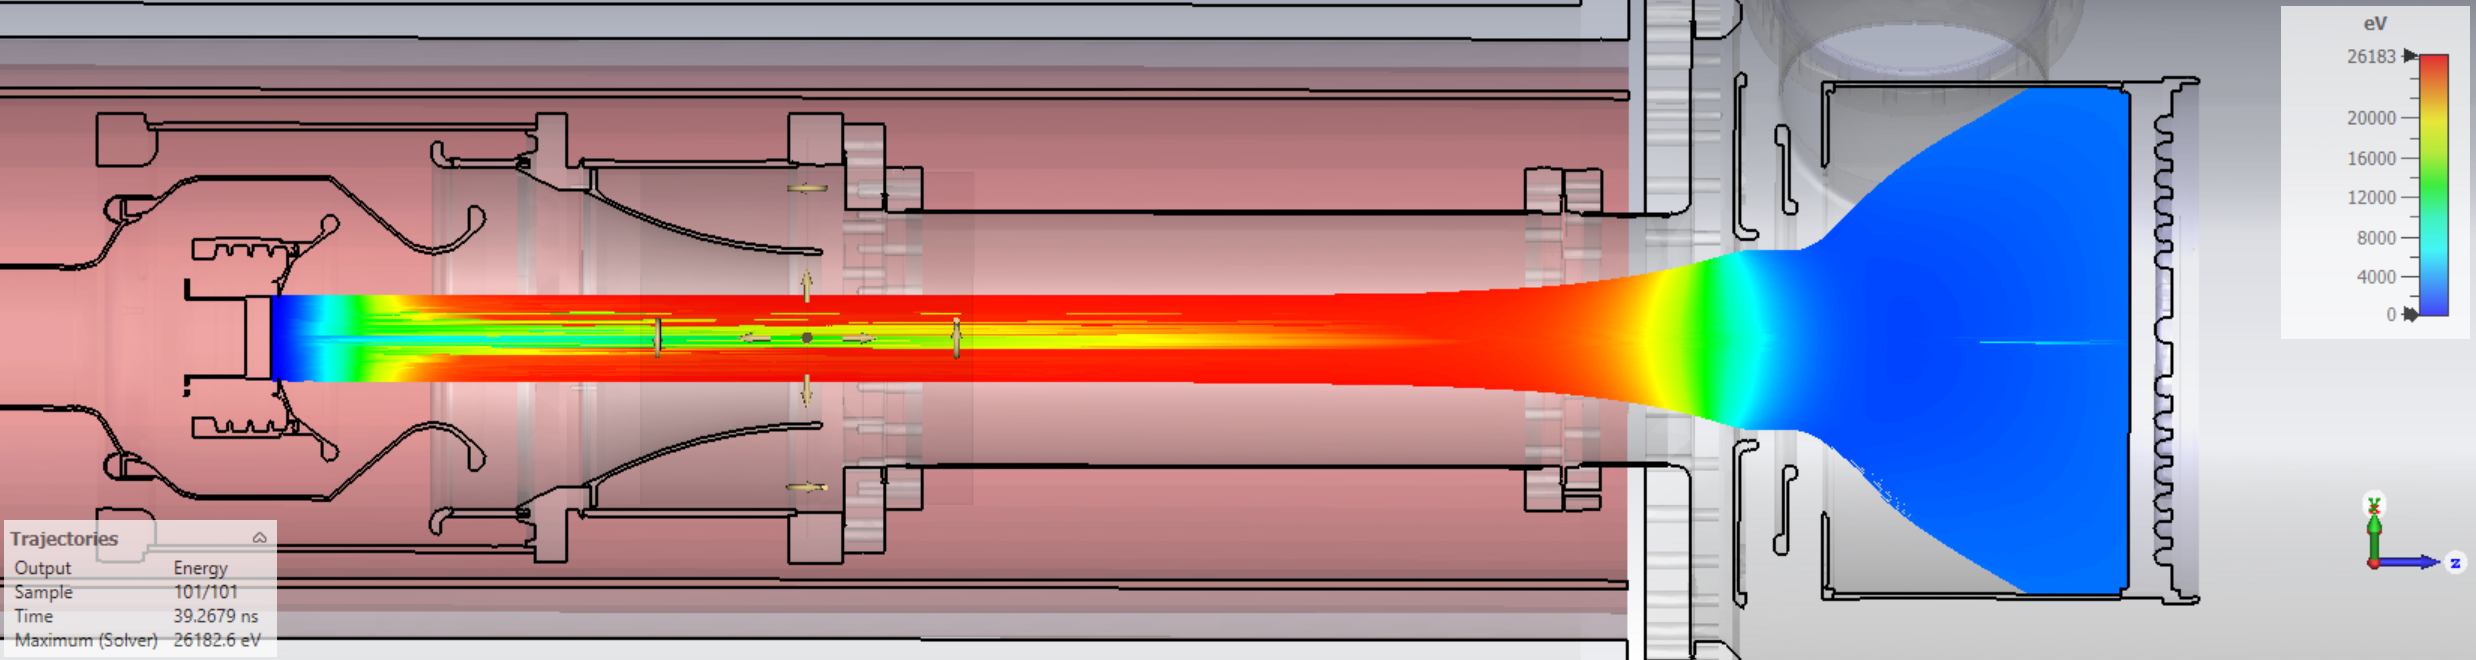 eV
26183
20000
16000
12000
8000
4000
0
Trajectories
Output Energy
Sample 101/101
Time 39.2679 ns
Maximum (Solver) 26182.6 eV
y
z